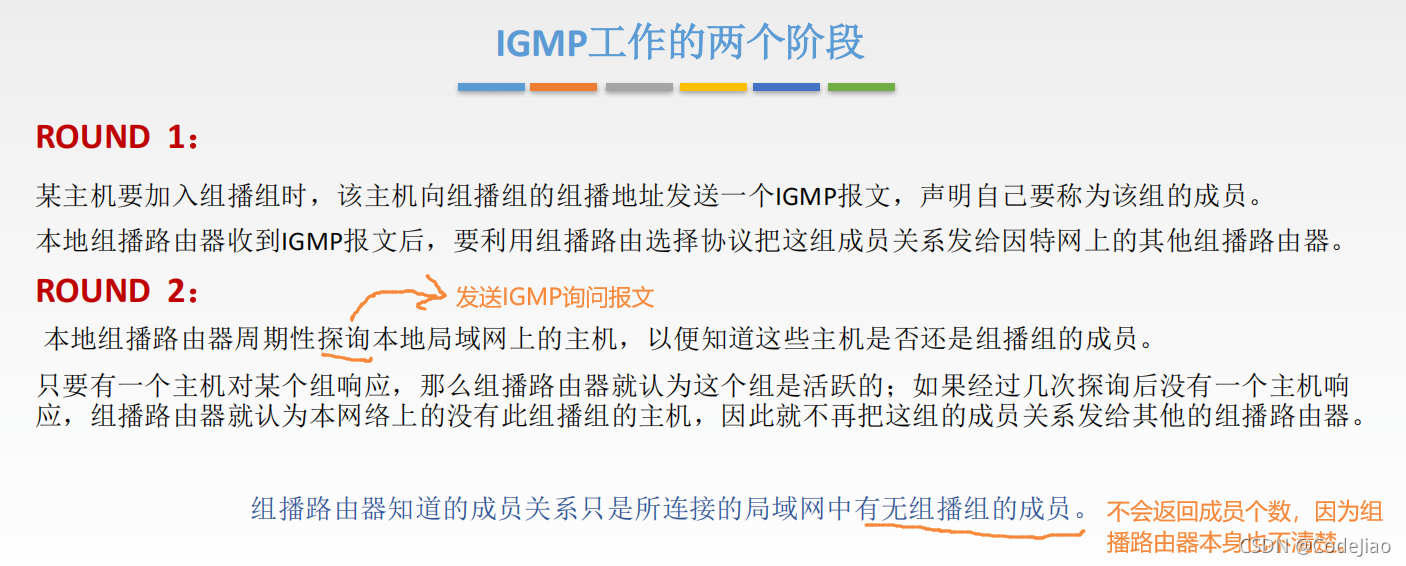 IGMP工作的两个阶段
ROUND 1：
某主机要加入组播组时，该主机向组播组的组播地址发送一个IGMP报文，声明自己要称为该组的成员。
本地组播路由器收到IGMP报文后，要利用组播路由选择协议把这组成员关系发给因特网上的其他组播路由器。
ROUND 2：
发送IGMP询问报文
本地组播路由器周期性探询本地局域网上的主机，以便知道这些主机是否还是组播组的成员。
只要有一个主机对某个组响应，那么组播路由器就认为这个组是活跃的；如果经过几次探询后没有一个主机响
应，组播路由器就认为本网络上的没有此组播组的主机，因此就不再把这组的成员关系发给其他的组播路由器。
组播路由器知道的成员关系只是所连接的局域网中有无组播组的成员。
不会返回成员个数，因为组
播路由器本身也不清楚
CSDN @CodeJiao